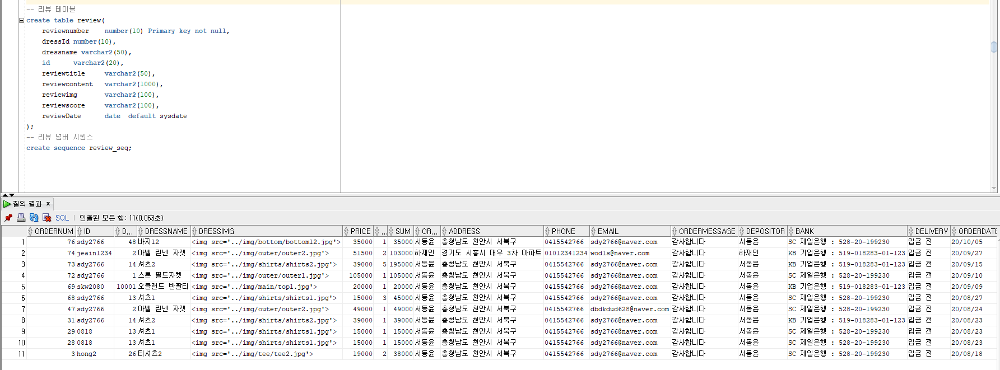 -- 리뷰 테이블
create table review(
reviewnumber number(10) Primary key not null,
dressId number(10),
dressname varchar2(50),
id varchar2(20),
reviewtitle varchar2(50),
reviewcontent varchar2(1000),
reviewimg varchar2(100),
reviewscore varchar2(100),
reviewDate date default sysdate
);
-- 리뷰 넘버 시퀀스
create sequence review_seq;
질의 결과 x
SQL | 인출된 모든 행: 11(0,063초)
ORDERNUM ID D... DRESSNAME DRESSIMG PRICE ... SUM OR... ADDRESS PHONE EMAIL ORDERMESSAGE DEPOSITOR BANK DELIVERY ORDERDATE
1 76 sdy2766 48 바지12 <img src='../img/bottom/bottom12.jpg'> 35000 1 35000 서동윤 충청남도 천안시 서북구 0415542766 sdy2766@naver.com 감사합니다 서동윤 SC 제일은행 : 528-20-199230 입금 전 20/10/05
2 74 jeain1234 2 마벨 린넨 자켓 <img src='../img/outer/outer2.jpg'> 51500 2 103000 하재인 경기도 시흥시 대우 3차 아파트 01012341234 wodls@naver.com 감사합니다 하재인 KB 기업은행 : 519-018283-01-123 입금 전 20/09/27
3 73 sdy2766 14 셔츠2 <img src='../img/shirts/shirts2.jpg'> 39000 5 195000 서동윤 충청남도 천안시 서북구 0415542766 sdy2766@naver.com 감사합니다 서동윤 KB 기업은행 : 519-018283-01-123 입금 전 20/09/15
4 72 sdy2766 1 스톤 필드자켓 <img src='../img/outer/outer1.jpg'> 105000 1 105000 서동윤 충청남도 천안시 서북구 0415542766 sdy2766@naver.com 감사합니다 서동윤 SC 제일은행 : 528-20-199230 입금 전 20/09/10
5 69 skw2080 10001 오클랜드 반팔티 <img src='../img/main/top1.jpg'> 20000 1 20000 서동윤 충청남도 천안시 서북구 0415542766 sdy2766@naver.com 감사합니다 서동윤 KB 기업은행 : 519-018283-01-123 입금 전 20/09/09
6 68 sdy2766 13 셔츠1 <img src='../img/shirts/shirts1.jpg'> 15000 3 45000 서동윤 충청남도 천안시 서북구 0415542766 sdy2766@naver.com 감사합니다 서동윤 SC 제일은행 : 528-20-199230 입금 전 20/08/27
7 47 sdy2766 2 마벨 린넨 자켓 <img src='../img/outer/outer2.jpg'> 49000 1 49000 서동윤 충청남도 천안시 서북구 0415542766 dbdkdud628@naver.com 감사합니다 서동윤 SC 제일은행 : 528-20-199230 입금 전 20/08/24
8 31 sdy2766 14 셔츠2 <img src='../img/shirts/shirts2.jpg'> 39000 1 39000 서동윤 충청남도 천안시 서북구 0415542766 sdy2766@naver.com 감사합니다 서동윤 KB 기업은행 : 519-018283-01-123 입금 전 20/08/23
9 29 0818 13 셔츠1 <img src='../img/shirts/shirts1.jpg'> 15000 1 15000 서동윤 충청남도 천안시 서북구 0415542766 sdy2766@naver.com 감사합니다 서동윤 SC 제일은행 : 528-20-199230 입금 전 20/08/23
10 28 0818 13 셔츠1 <img src='../img/shirts/shirts1.jpg'> 15000 1 15000 서동윤 충청남도 천안시 서북구 0415542766 sdy2766@naver.com 감사합니다 서동윤 SC 제일은행 : 528-20-199230 입금 전 20/08/23
11 3 hong2 26 티셔츠2 <img src='../img/tee/tee2.jpg'> 19000 2 38000 서동윤 충청남도 천안시 서북구 0415542766 sdy2766@naver.com 감사합니다 서동윤 SC 제일은행 : 528-20-199230 입금 전 20/08/18